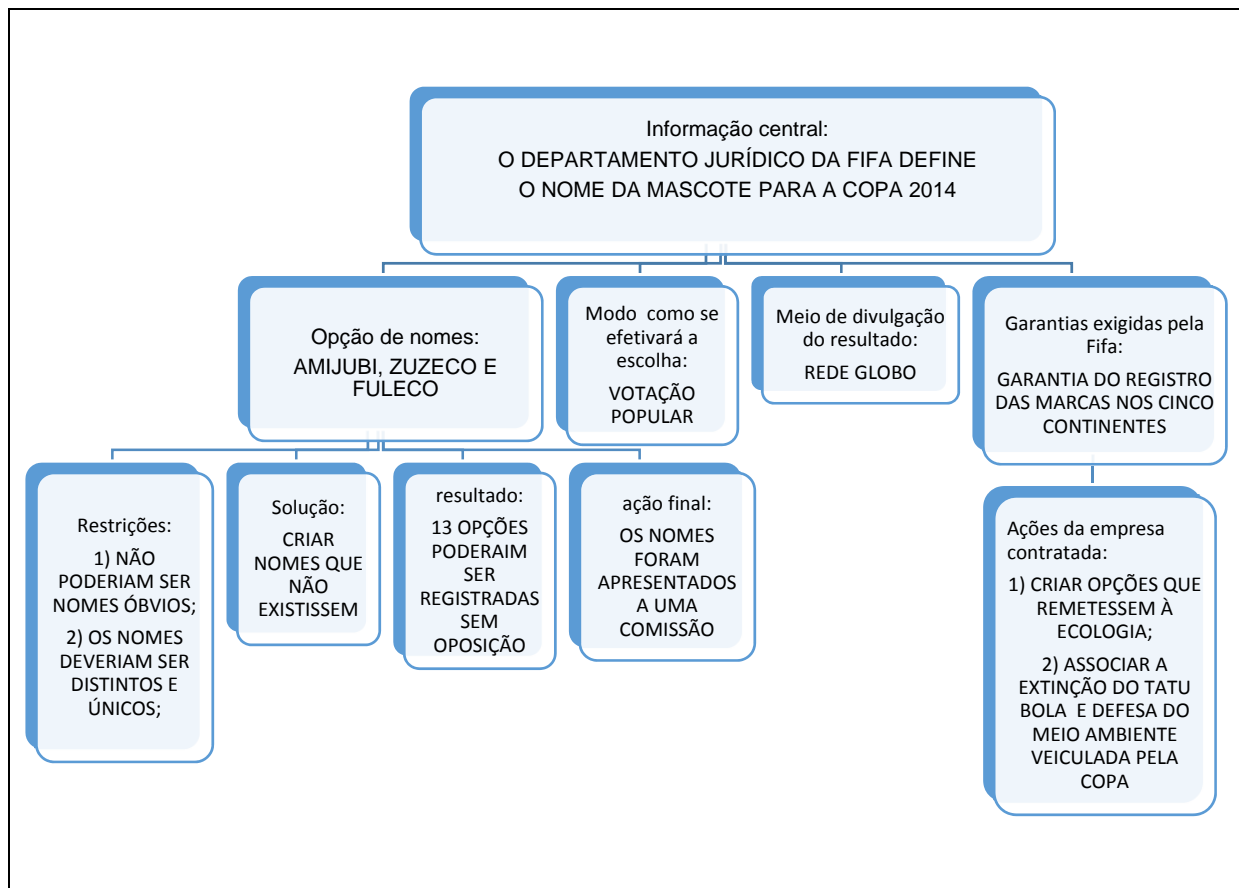 Informação central:
O DEPARTAMENTO JURÍDICO DA FIFA DEFINE
O NOME DA MASCOTE PARA A COPA 2014
Opção de nomes:
AMIJUBI, ZUZECO E
FULECO
Modo como se
efetivará a
escolha:
VOTAÇÃO
POPULAR
Meio de divulgação
do resultado:
REDE GLOBO
Garantias exigidas pela
Fifa:
GARANTIA DO REGISTRO
DAS MARCAS NOS CINCO
CONTINENTES
Restrições:
1) NÃO
PODERIAM SER
NOMES ÓBVIOS;
2) OS NOMES
DEVERIAM SER
DISTINTOS E
ÚNICOS;
Solução:
CRIAR
NOMES QUE
NÃO
EXISTISSEM
resultado:
13 OPÇÕES
PODERAIM
SER
REGISTRADAS
SEM
OPOSIÇÃO
ação final:
OS NOMES
FORAM
APRESENTADOS
A UMA
COMISSÃO
Ações da empresa
contratada:
1) CRIAR OPÇÕES QUE
REMETESSEM À
ECOLOGIA;
2) ASSOCIAR A
EXTINÇÃO DO TATU
BOLA E DEFESA DO
MEIO AMBIENTE
VEICULADA PELA
COPA